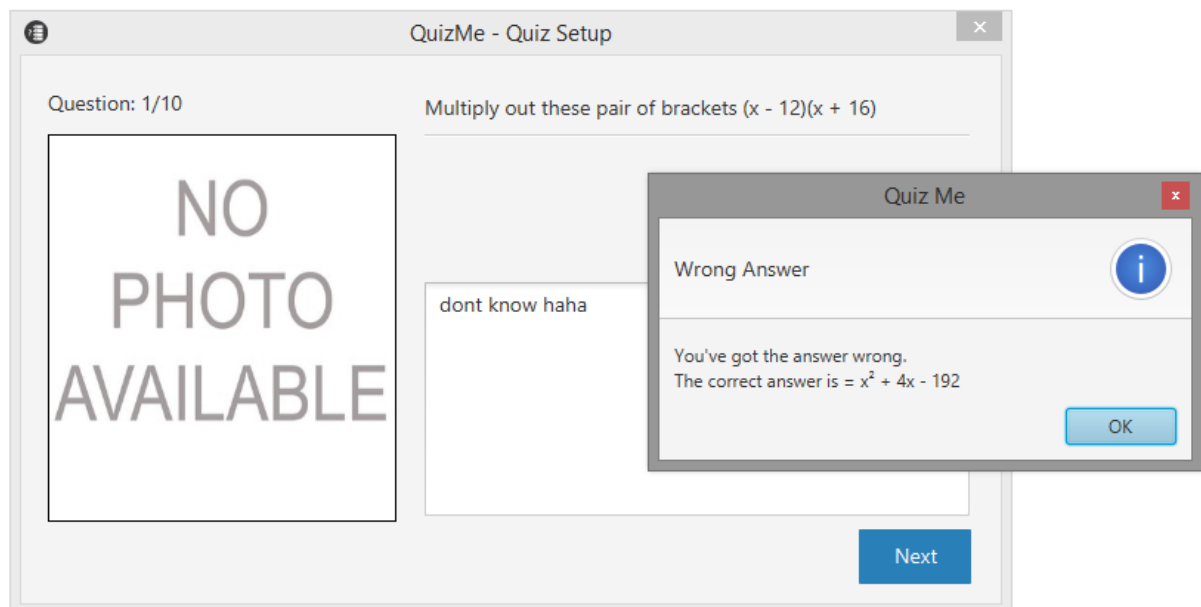 QuizMe - Quiz Setup
Question: 1/10
Multiply out these pair of brackets (x - 12)(x + 16)
NO
PHOTO
AVAILABLE
dont know haha
Quiz Me
Wrong Answer
You've got the answer wrong.
The correct answer is = x² + 4x - 192
OK
Next